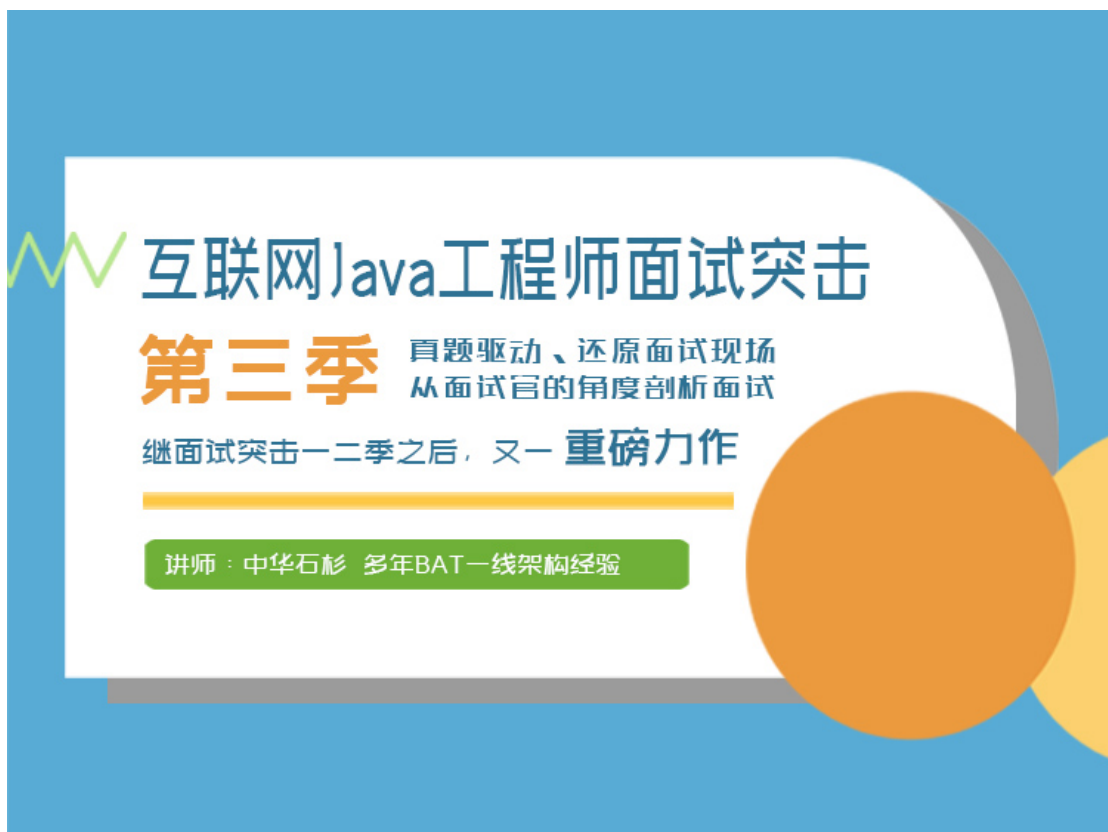 互联网Java工程师面试突击
第三季
真题驱动、还原面试现场
从面试官的角度剖析面试
继面试突击一二季之后，又一 重磅力作
讲师：中华石杉 多年BAT一线架构经验